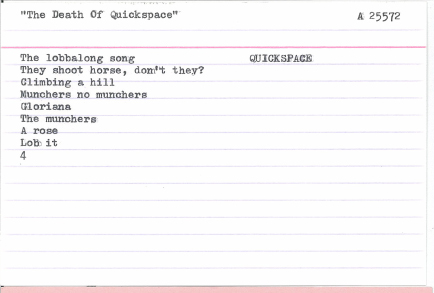 "The Death Of Quickspace" A 25572
The lobbalong song QUICKSPACE
They shoot horse, don't they?
Climbing a hill
Munchers no munchers
Gloriana
The munchers
A rose
Lob it
4